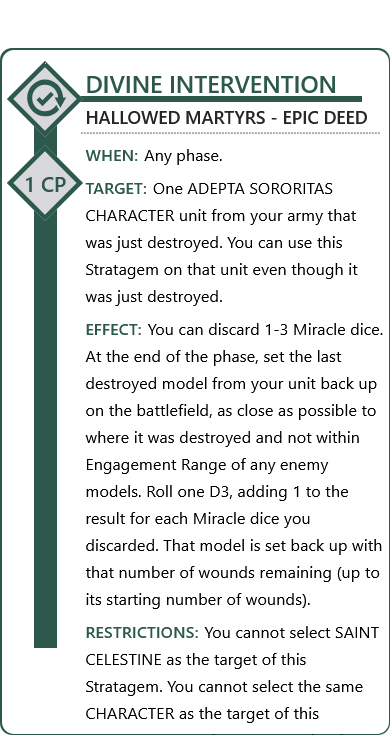 DIVINE INTERVENTION
HALLOWED MARTYRS - EPIC DEED
1 CP
WHEN: Any phase.
TARGET: One ADEPTA SORORITAS
CHARACTER unit from your army that
was just destroyed. You can use this
Stratagem on that unit even though it
was just destroyed.
EFFECT: You can discard 1-3 Miracle dice.
At the end of the phase, set the last
destroyed model from your unit back up
on the battlefield, as close as possible to
where it was destroyed and not within
Engagement Range of any enemy
models. Roll one D3, adding 1 to the
result for each Miracle dice you
discarded. That model is set back up with
that number of wounds remaining (up to
its starting number of wounds).
RESTRICTIONS: You cannot select SAINT
CELESTINE as the target of this
Stratagem. You cannot select the same
CHARACTER as the target of this